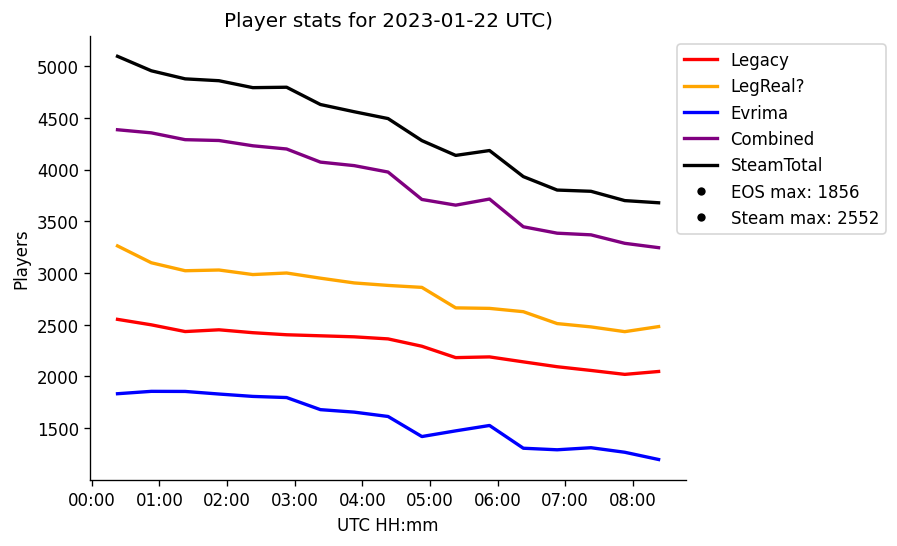 Player stats for 2023-01-22 UTC)
5000
4500
4000
3500
3000
2500
2000
1500
Players
00:00 01:00 02:00 03:00 04:00 05:00 06:00 07:00 08:00
UTC HH:mm
Legacy
LegReal?
Evrima
Combined
SteamTotal
EOS max: 1856
Steam max: 2552